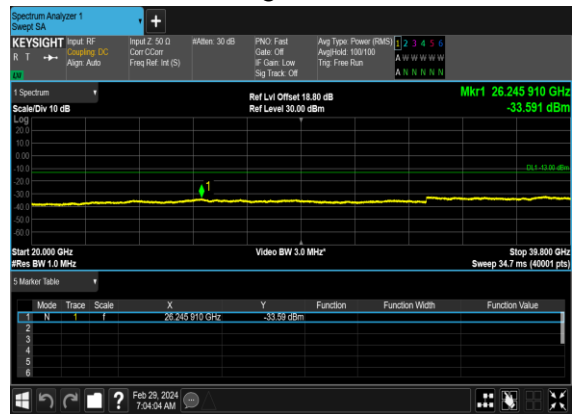 Spectrum Analyzer 1
Swept SA
+
KEYSIGHT Input: RF Input Z: 50 Ω #Atten: 30 dB PNO: Fast Avg Type: Power (RMS) 1 2 3 4 5 6
R T Coupling: DC Corr CCorr Gate: Off Avg|Hold: 100/100 A W W W W W
Align: Auto Freq Ref: Int (S) IF Gain: Low Trig: Free Run
Sig Track: Off A N N N N N
1 Spectrum Ref Lvl Offset 18.80 dB Mkr1 26.245 910 GHz
Scale/Div 10 dB Ref Level 30.00 dBm -33.591 dBm
Log
20.0
10.0
0.00
-10.0
DL1 -13.00 dBm
-20.0
1
-30.0
-40.0
-50.0
-60.0
Start 20.000 GHz Video BW 3.0 MHz* Stop 39.800 GHz
#Res BW 1.0 MHz Sweep 34.7 ms (40001 pts)
5 Marker Table
Mode Trace Scale X Y Function Function Width Function Value
1 N 1 f 26.245 910 GHz -33.59 dBm
2
3
4
5
6
? Feb 29, 2024
7:04:04 AM